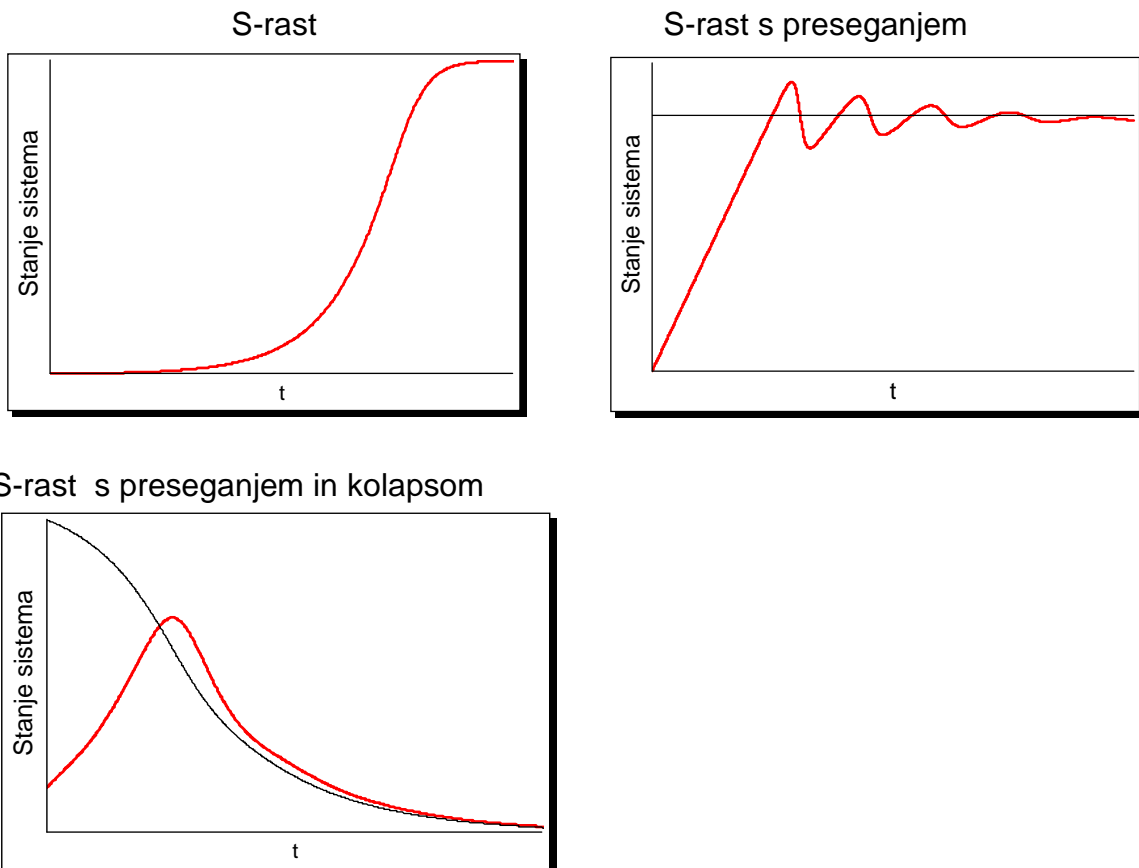 S-rast
Stanje sistema
t
S-rast s preseganjem
Stanje sistema
t
S-rast s preseganjem in kolapsom
Stanje sistema
t